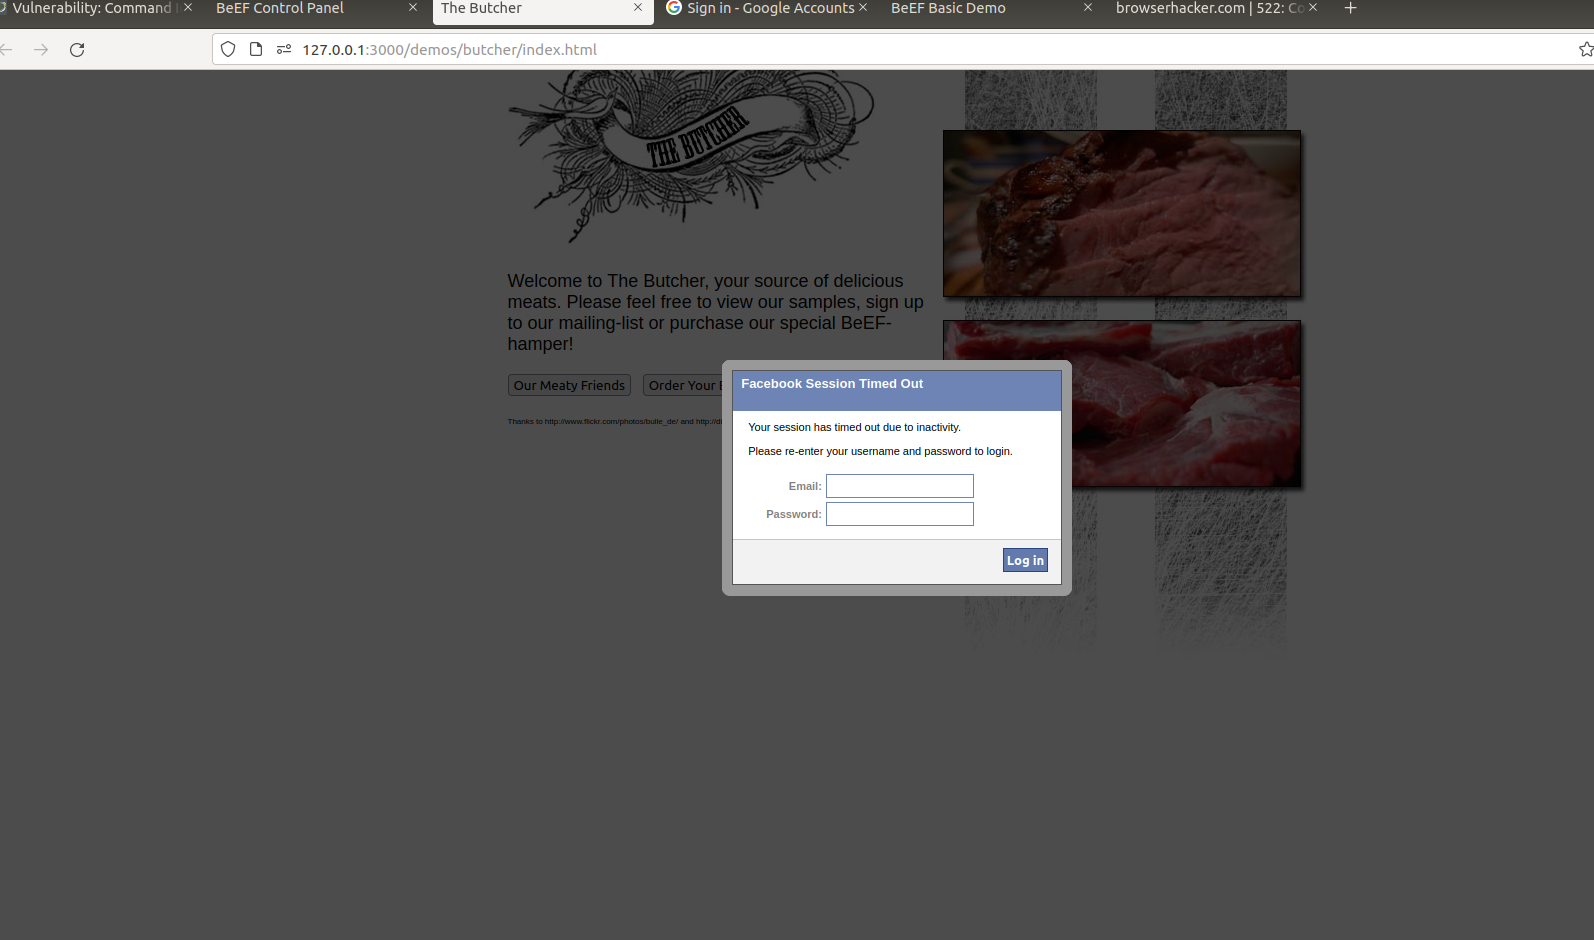 Vulnerability: Command
BeEF Control Panel
The Butcher
Sign in - Google Accounts
BeEF Basic Demo
browserhacker.com | 522: Co
127.0.0.1:3000/demos/butcher/index.html
THE BUTCHER
Welcome to The Butcher, your source of delicious
meats. Please feel free to view our samples, sign up
to our mailing-list or purchase our special BeEF-
hamper!
Our Meaty Friends
Order Your
Thanks to http://www.flickr.com/photos/bulle_de/ and
Facebook Session Timed Out
Your session has timed out due to inactivity.
Please re-enter your username and password to login.
Email:
Password:
Log in